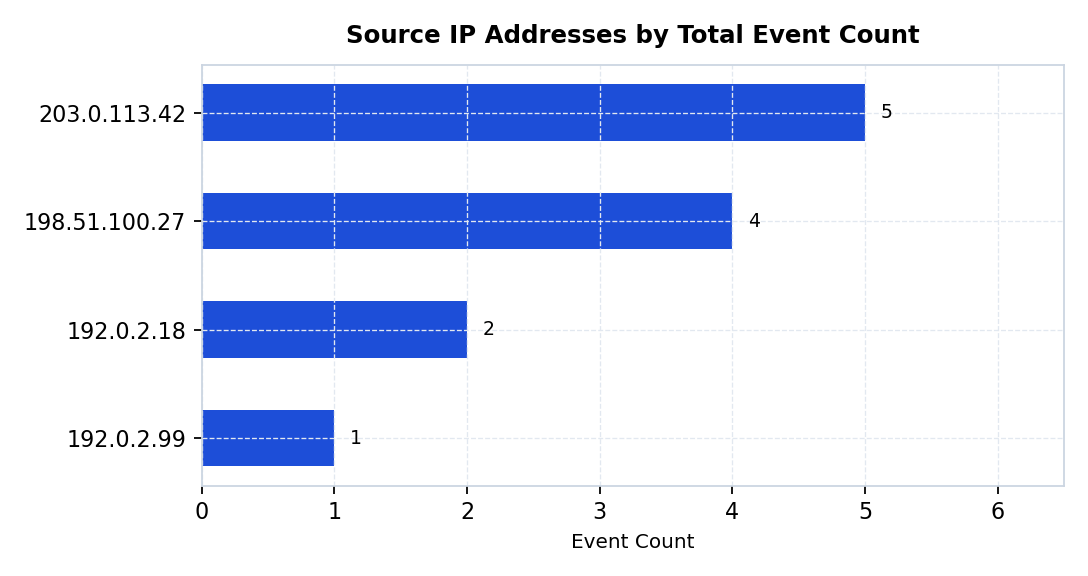 Source IP Addresses by Total Event Count
203.0.113.42
5
198.51.100.27
4
192.0.2.18
2
192.0.2.99
1
0 1 2 3 4 5 6
Event Count